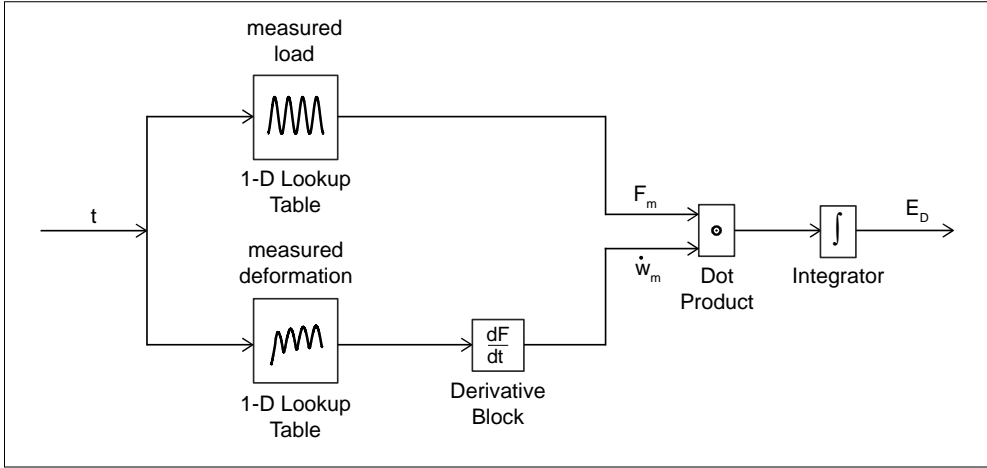 measured
load
1-D Lookup
Table
t
measured
deformation
1-D Lookup
Table
dF
dt
Derivative
Block
F_m
ẇ_m
Dot
Product
∫
Integrator
E_D